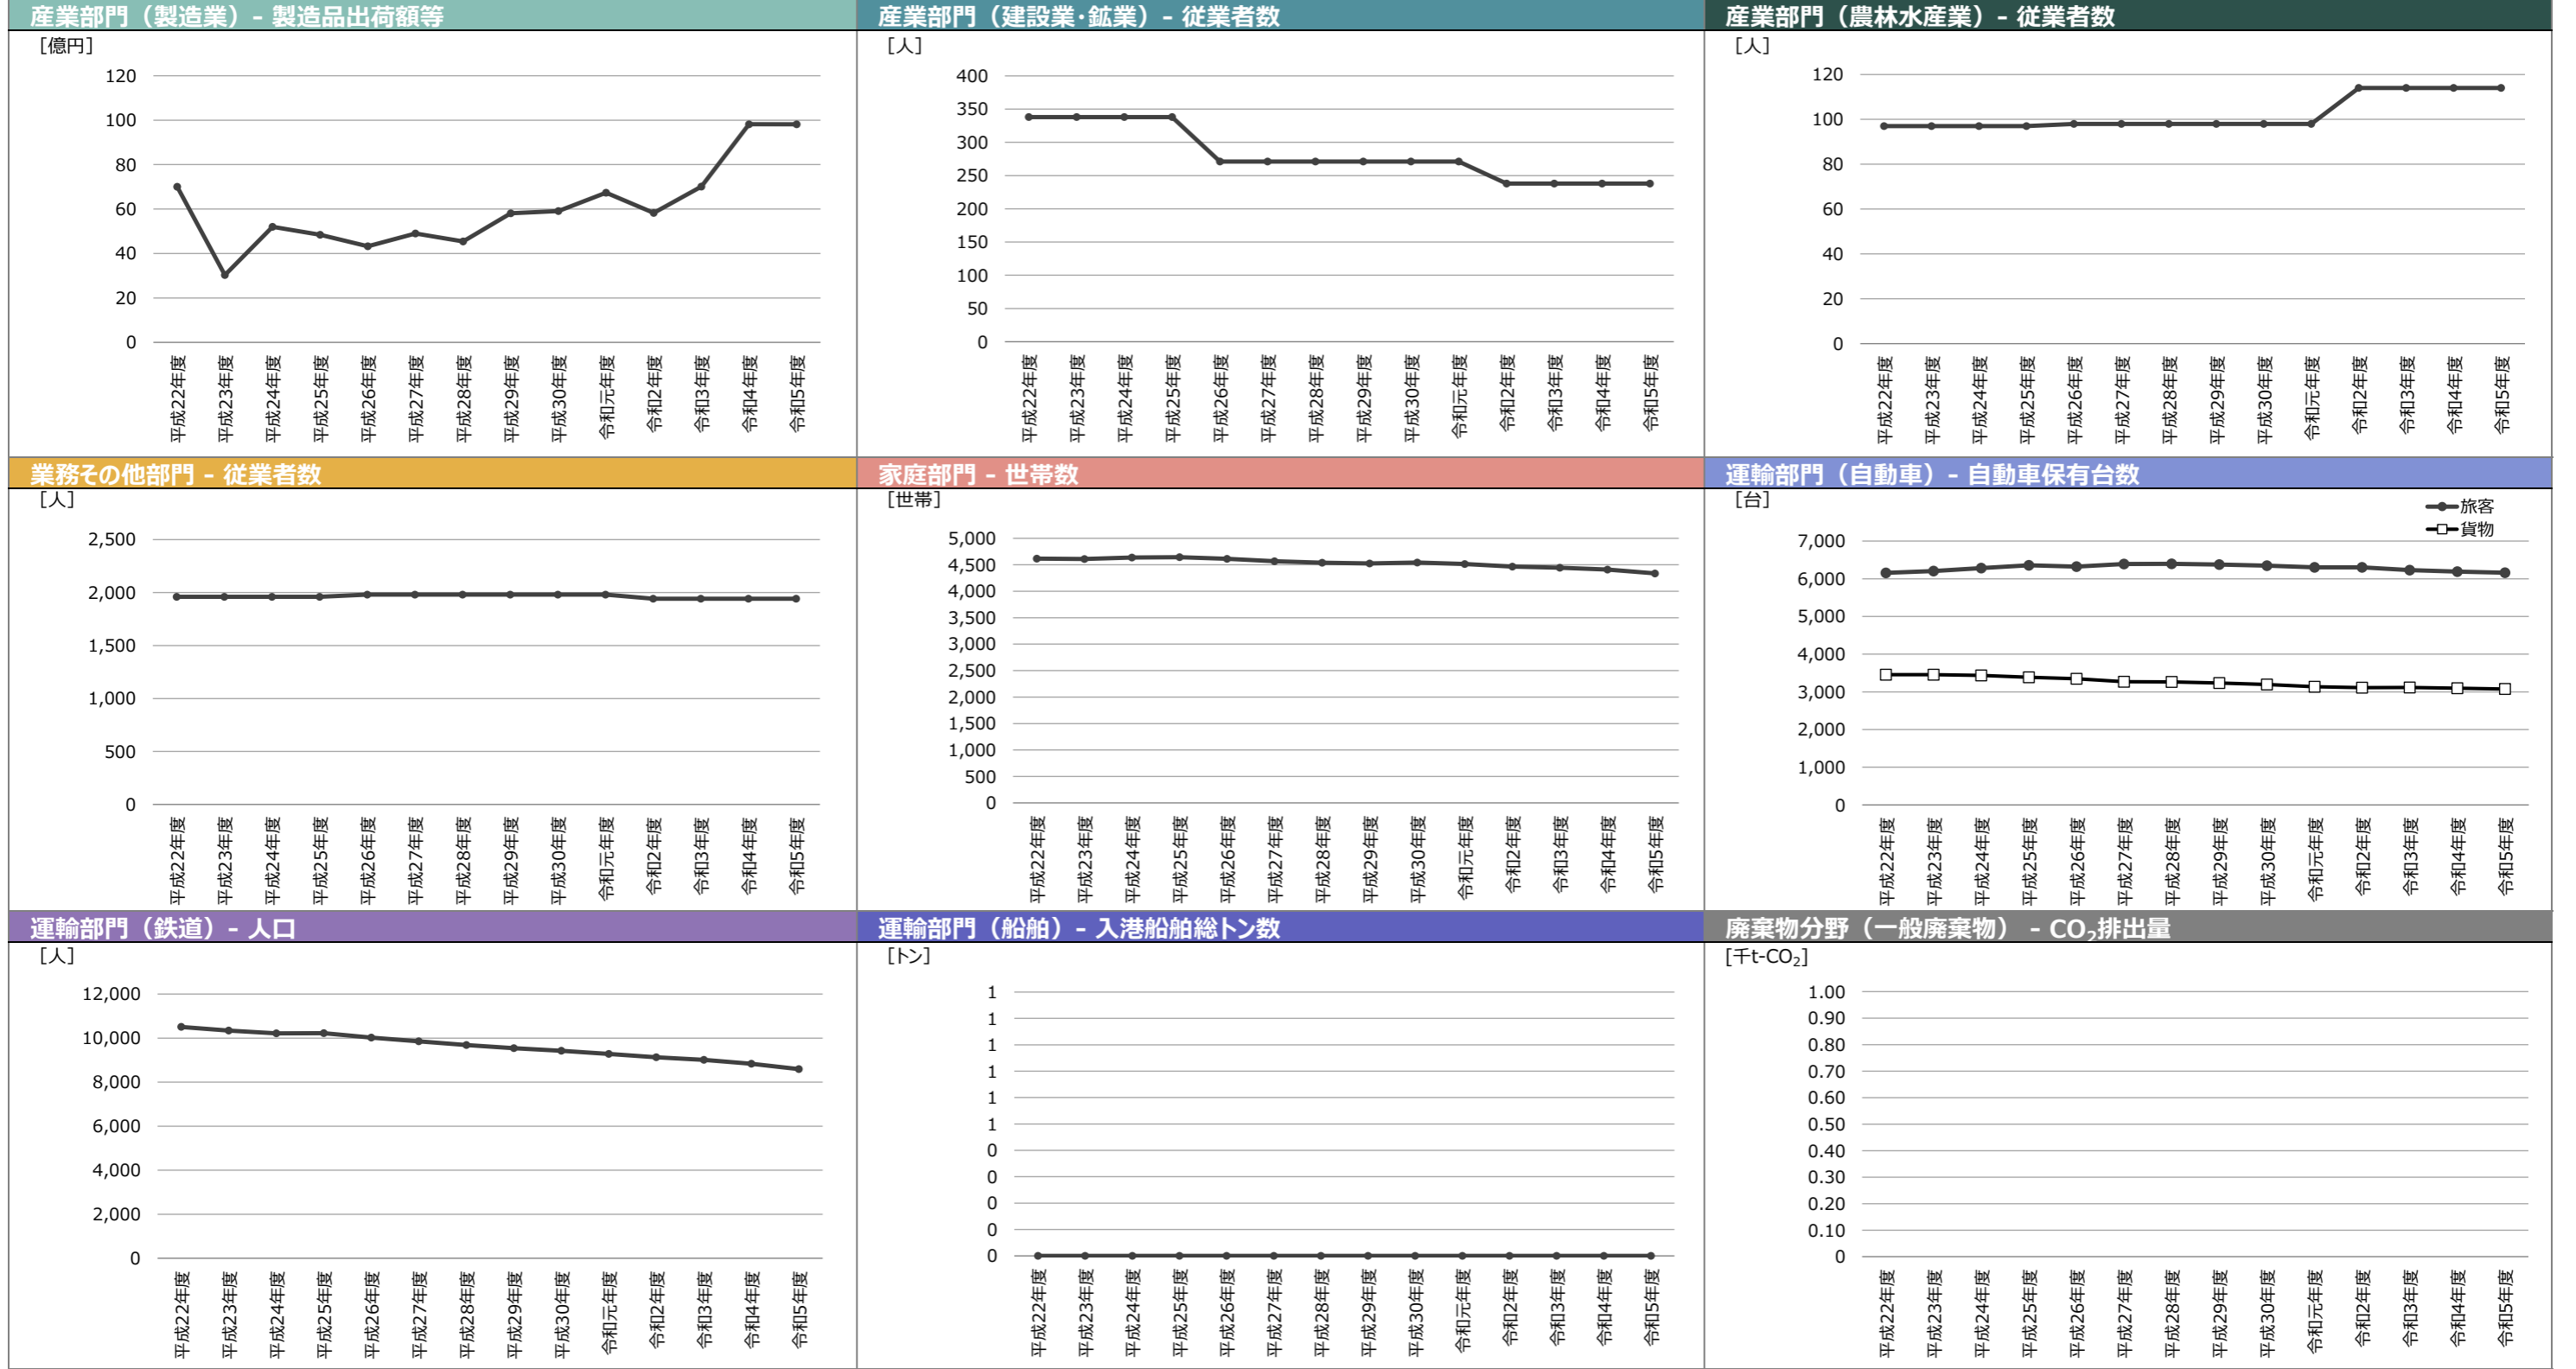 産業部門（製造業）- 製造品出荷額等
[億円]
120
100
80
60
40
20
0
平成22年度
平成23年度
平成24年度
平成25年度
平成26年度
平成27年度
平成28年度
平成29年度
平成30年度
令和元年度
令和2年度
令和3年度
令和4年度
令和5年度
産業部門（建設業･鉱業）- 従業者数
[人]
400
350
300
250
200
150
100
50
0
平成22年度
平成23年度
平成24年度
平成25年度
平成26年度
平成27年度
平成28年度
平成29年度
平成30年度
令和元年度
令和2年度
令和3年度
令和4年度
令和5年度
産業部門（農林水産業）- 従業者数
[人]
120
100
80
60
40
20
0
平成22年度
平成23年度
平成24年度
平成25年度
平成26年度
平成27年度
平成28年度
平成29年度
平成30年度
令和元年度
令和2年度
令和3年度
令和4年度
令和5年度
業務その他部門 - 従業者数
[人]
2,500
2,000
1,500
1,000
500
0
平成22年度
平成23年度
平成24年度
平成25年度
平成26年度
平成27年度
平成28年度
平成29年度
平成30年度
令和元年度
令和2年度
令和3年度
令和4年度
令和5年度
家庭部門 - 世帯数
[世帯]
5,000
4,500
4,000
3,500
3,000
2,500
2,000
1,500
1,000
500
0
平成22年度
平成23年度
平成24年度
平成25年度
平成26年度
平成27年度
平成28年度
平成29年度
平成30年度
令和元年度
令和2年度
令和3年度
令和4年度
令和5年度
運輸部門（自動車）- 自動車保有台数
[台]
旅客
貨物
7,000
6,000
5,000
4,000
3,000
2,000
1,000
0
平成22年度
平成23年度
平成24年度
平成25年度
平成26年度
平成27年度
平成28年度
平成29年度
平成30年度
令和元年度
令和2年度
令和3年度
令和4年度
令和5年度
運輸部門（鉄道）- 人口
[人]
12,000
10,000
8,000
6,000
4,000
2,000
0
平成22年度
平成23年度
平成24年度
平成25年度
平成26年度
平成27年度
平成28年度
平成29年度
平成30年度
令和元年度
令和2年度
令和3年度
令和4年度
令和5年度
運輸部門（船舶）- 入港船舶総トン数
[トン]
1
1
1
1
1
1
0
0
0
0
0
平成22年度
平成23年度
平成24年度
平成25年度
平成26年度
平成27年度
平成28年度
平成29年度
平成30年度
令和元年度
令和2年度
令和3年度
令和4年度
令和5年度
廃棄物分野（一般廃棄物） - CO₂排出量
[千t-CO₂]
1.00
0.90
0.80
0.70
0.60
0.50
0.40
0.30
0.20
0.10
0
平成22年度
平成23年度
平成24年度
平成25年度
平成26年度
平成27年度
平成28年度
平成29年度
平成30年度
令和元年度
令和2年度
令和3年度
令和4年度
令和5年度